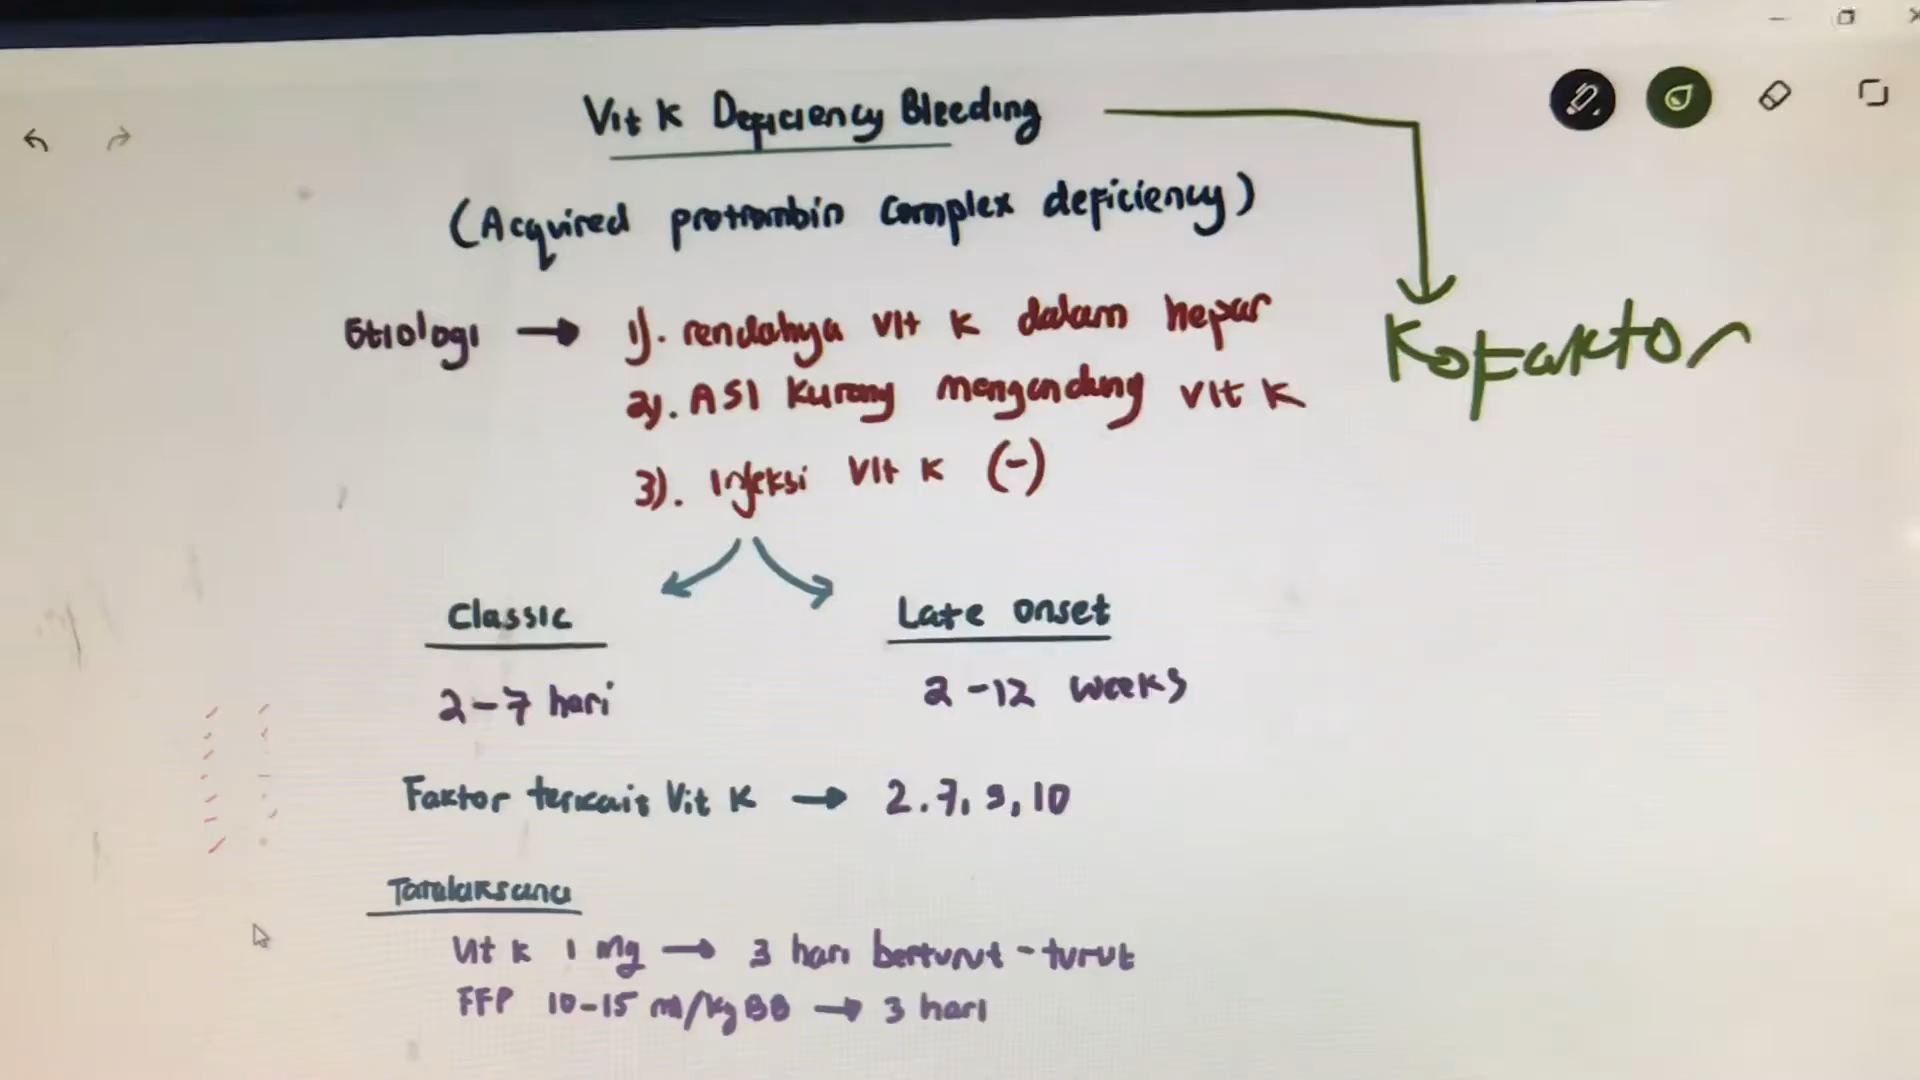 Vit K Deficiency Bleeding
(Acquired protrombin complex deficiency)
Kofaktor
Etiologi → 1). rendahya vit K dalam hepar
2). ASI kurang mengandung vit K
3). Injeksi Vit K (-)
Classic
Late onset
2-7 hari
2-12 weeks
Faktor terkait Vit K → 2.7, 9, 10
Tatalaksana
Vit K 1 mg → 3 hari berturut-turut
FFP 10-15 ml/kgBB → 3 hari